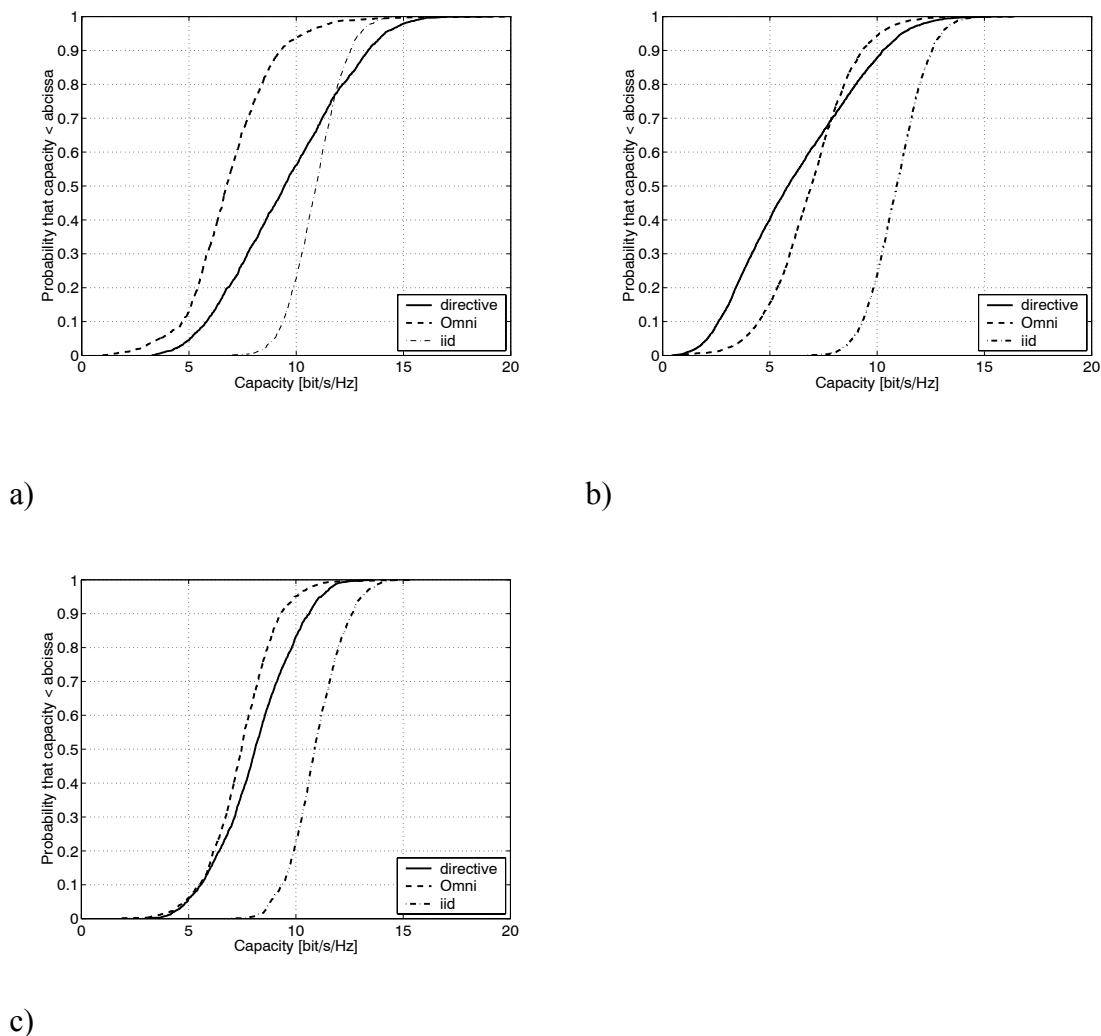 1
0.9
0.8
0.7
0.6
0.5
0.4
0.3
0.2
0.1
0
Probability that capacity < abcissa
directive
Omni
iid
0 5 10 15 20
Capacity [bit/s/Hz]
1
0.9
0.8
0.7
0.6
0.5
0.4
0.3
0.2
0.1
0
Probability that capacity < abcissa
directive
Omni
iid
0 5 10 15 20
Capacity [bit/s/Hz]
a) b)
1
0.9
0.8
0.7
0.6
0.5
0.4
0.3
0.2
0.1
0
Probability that capacity < abcissa
directive
Omni
iid
0 5 10 15 20
Capacity [bit/s/Hz]
c)